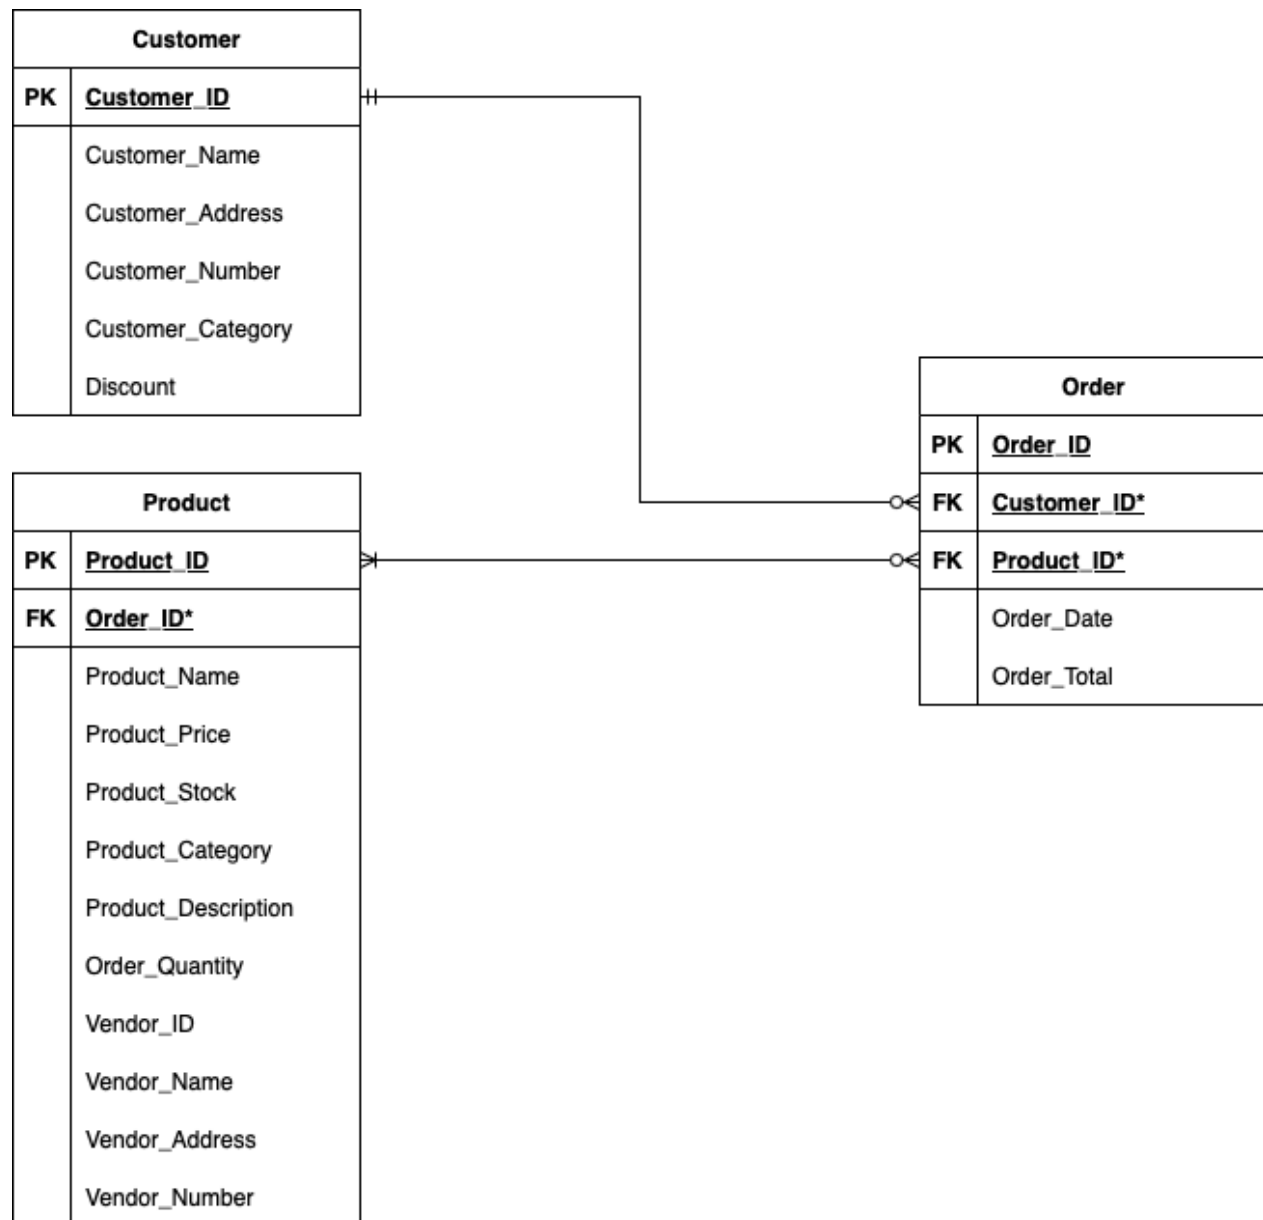 Customer
PK Customer_ID
Customer_Name
Customer_Address
Customer_Number
Customer_Category
Discount
Order
PK Order_ID
FK Customer_ID*
FK Product_ID*
Order_Date
Order_Total
Product
PK Product_ID
FK Order_ID*
Product_Name
Product_Price
Product_Stock
Product_Category
Product_Description
Order_Quantity
Vendor_ID
Vendor_Name
Vendor_Address
Vendor_Number